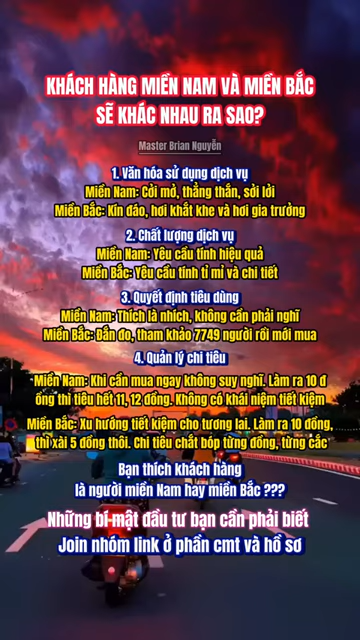 KHÁCH HÀNG MIỀN NAM VÀ MIỀN BẮC
SẼ KHÁC NHAU RA SAO?
Master Brian Nguyễn
1. Văn hóa sử dụng dịch vụ
Miền Nam: Cởi mở, thẳng thắn, sởi lởi
Miền Bắc: Kín đáo, hơi khắt khe và hơi gia trưởng
2. Chất lượng dịch vụ
Miền Nam: Yêu cầu tính hiệu quả
Miền Bắc: Yêu cầu tính tỉ mỉ và chi tiết
3. Quyết định tiêu dùng
Miền Nam: Thích là nhích, không cần phải nghĩ
Miền Bắc: Đắn đo, tham khảo 7749 người rồi mới mua
4. Quản lý chi tiêu
Miền Nam: Khi cần mua ngay không suy nghĩ. Làm ra 10 đ
ồng thì tiêu hết 11, 12 đồng. Không có khái niệm tiết kiệm
Miền Bắc: Xu hướng tiết kiệm cho tương lai. Làm ra 10 đồng,
thì xài 5 đồng thôi. Chi tiêu chắt bóp từng đồng, từng cắc
Bạn thích khách hàng
là người miền Nam hay miền Bắc ???
Những bí mật đầu tư bạn cần phải biết
Join nhóm link ở phần cmt và hồ sơ